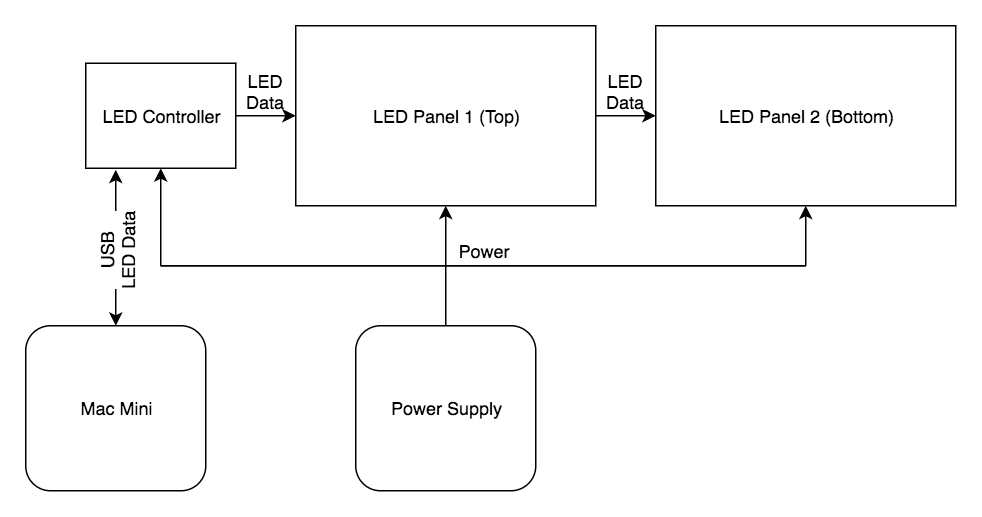 LED
Data
LED
Data
LED Controller
LED Panel 1 (Top)
LED Panel 2 (Bottom)
USB
LED Data
Power
Mac Mini
Power Supply